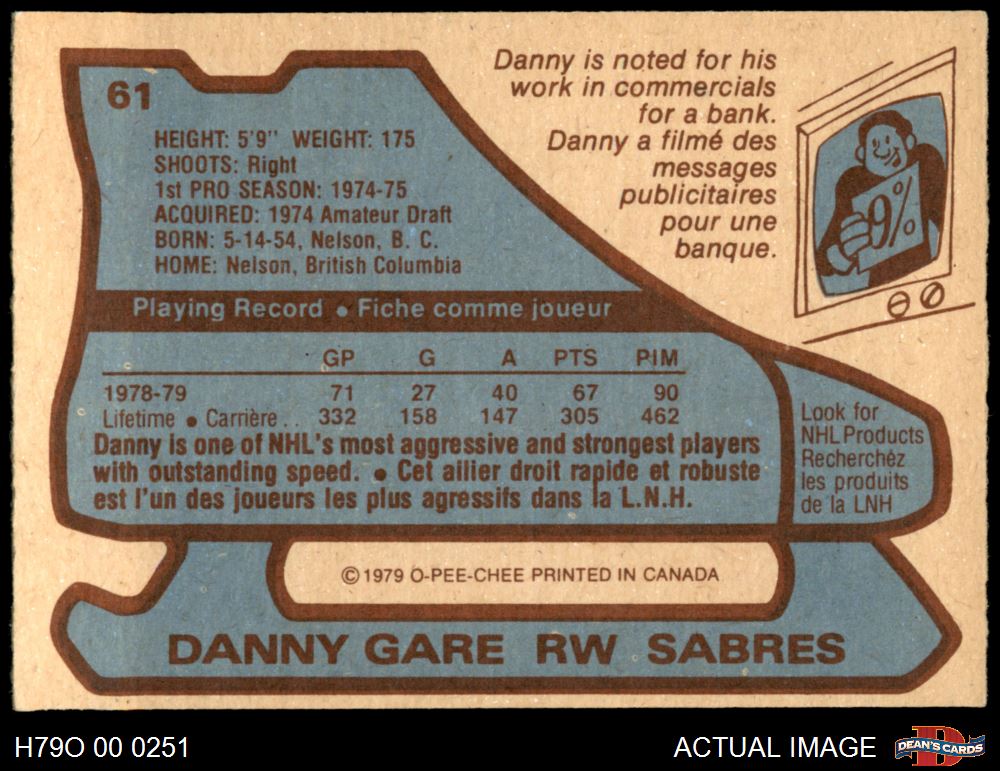 61
HEIGHT: 5'9" WEIGHT: 175
SHOOTS: Right
1st PRO SEASON: 1974-75
ACQUIRED: 1974 Amateur Draft
BORN: 5-14-54, Nelson, B. C.
HOME: Nelson, British Columbia
Danny is noted for his
work in commercials
for a bank.
Danny a filmé des
messages
publicitaires
pour une
banque.
9%
Playing Record • Fiche comme joueur
GP G A PTS PIM
1978-79 71 27 40 67 90
Lifetime • Carrière . . 332 158 147 305 462
Danny is one of NHL's most aggressive and strongest players
with outstanding speed. • Cet ailier droit rapide et robuste
est l'un des joueurs les plus agressifs dans la L.N.H.
Look for
NHL Products
Recherchéz
les produits
de la LNH
© 1979 O-PEE-CHEE PRINTED IN CANADA
DANNY GARE RW SABRES
H79O 00 0251
ACTUAL IMAGE
DEAN'S CARDS